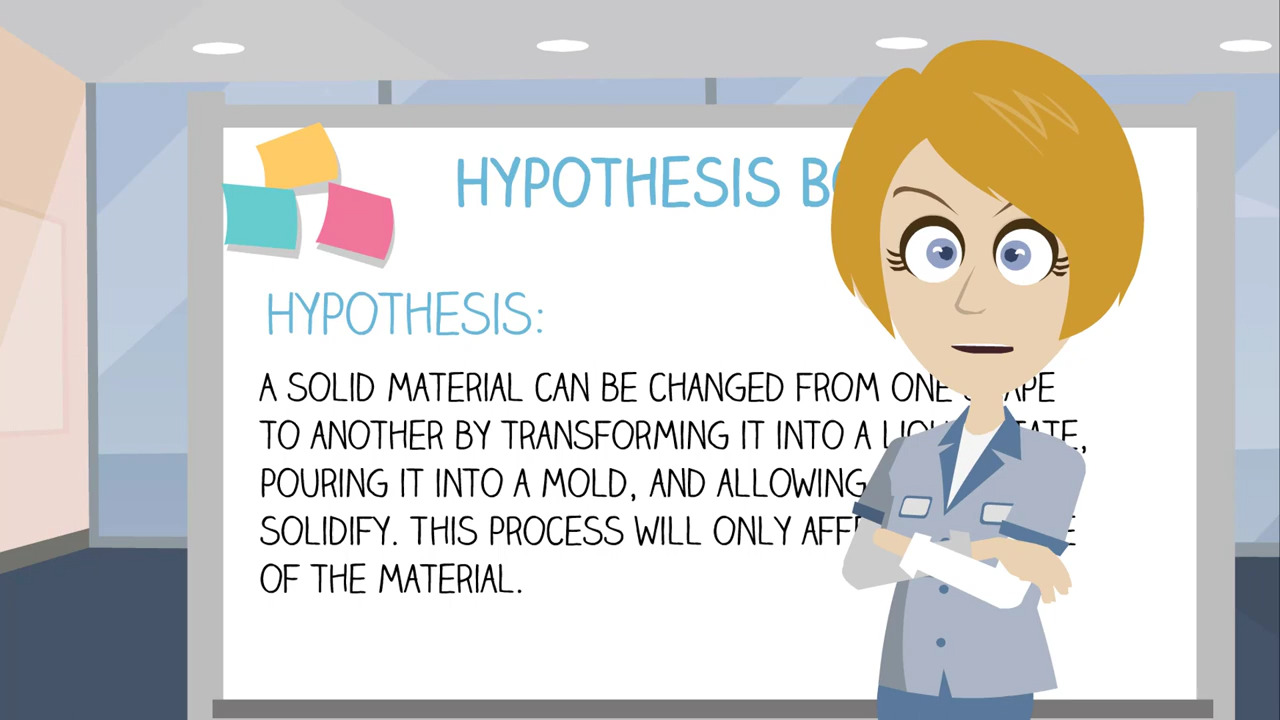 HYPOTHESIS
HYPOTHESIS:
A SOLID MATERIAL CAN BE CHANGED FROM ONE
TO ANOTHER BY TRANSFORMING IT INTO A
POURING IT INTO A MOLD, AND ALLOWING
SOLIDIFY. THIS PROCESS WILL ONLY
OF THE MATERIAL.